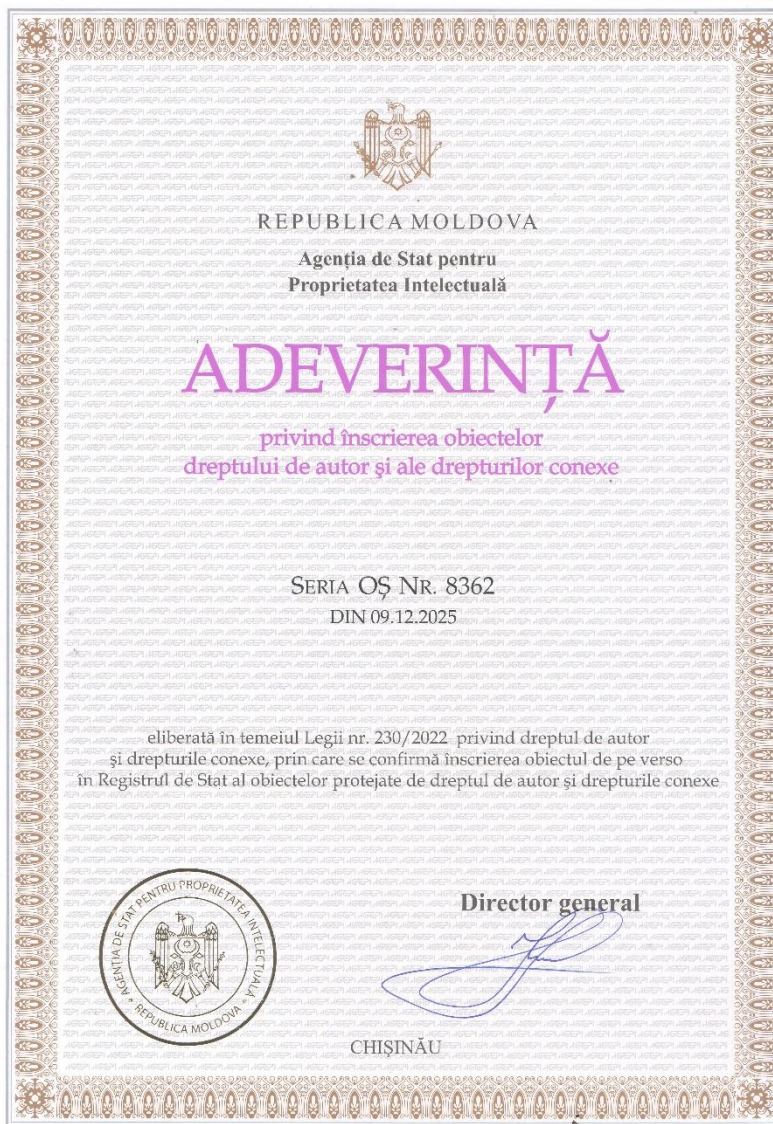 REPUBLICA MOLDOVA
Agenția de Stat pentru
Proprietatea Intelectuală
ADEVERINȚĂ
privind înscrierea obiectelor
dreptului de autor și ale drepturilor conexe
SERIA OȘ NR. 8362
DIN 09.12.2025
eliberată în temeiul Legii nr. 230/2022 privind dreptul de autor
și drepturile conexe, prin care se confirmă înscrierea obiectul de pe verso
în Registrul de Stat al obiectelor protejate de dreptul de autor și drepturile conexe
Director general
AGENȚIA DE STAT PENTRU PROPRIETATEA INTELECTUALĂ
REPUBLICA MOLDOVA
CHIȘINĂU